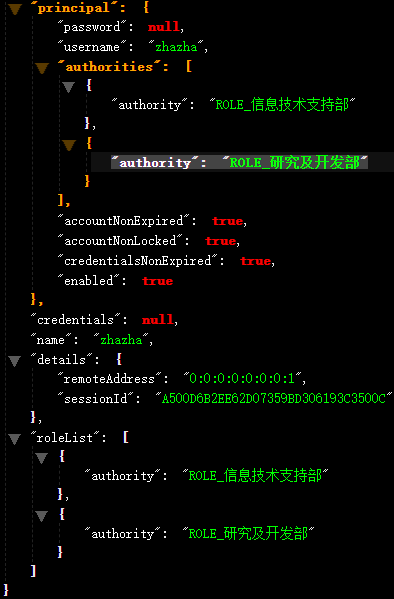 "principal": {
"password": null,
"username": "zhazha",
"authorities": [
{
"authority": "ROLE_信息技术支持部"
},
{
"authority": "ROLE_研究及开发部"
}
],
"accountNonExpired": true,
"accountNonLocked": true,
"credentialsNonExpired": true,
"enabled": true
},
"credentials": null,
"name": "zhazha",
"details": {
"remoteAddress": "0:0:0:0:0:0:0:1",
"sessionId": "A500D6B2EE62D07359BD306193C3500C"
},
"roleList": [
{
"authority": "ROLE_信息技术支持部"
},
{
"authority": "ROLE_研究及开发部"
}
]
}